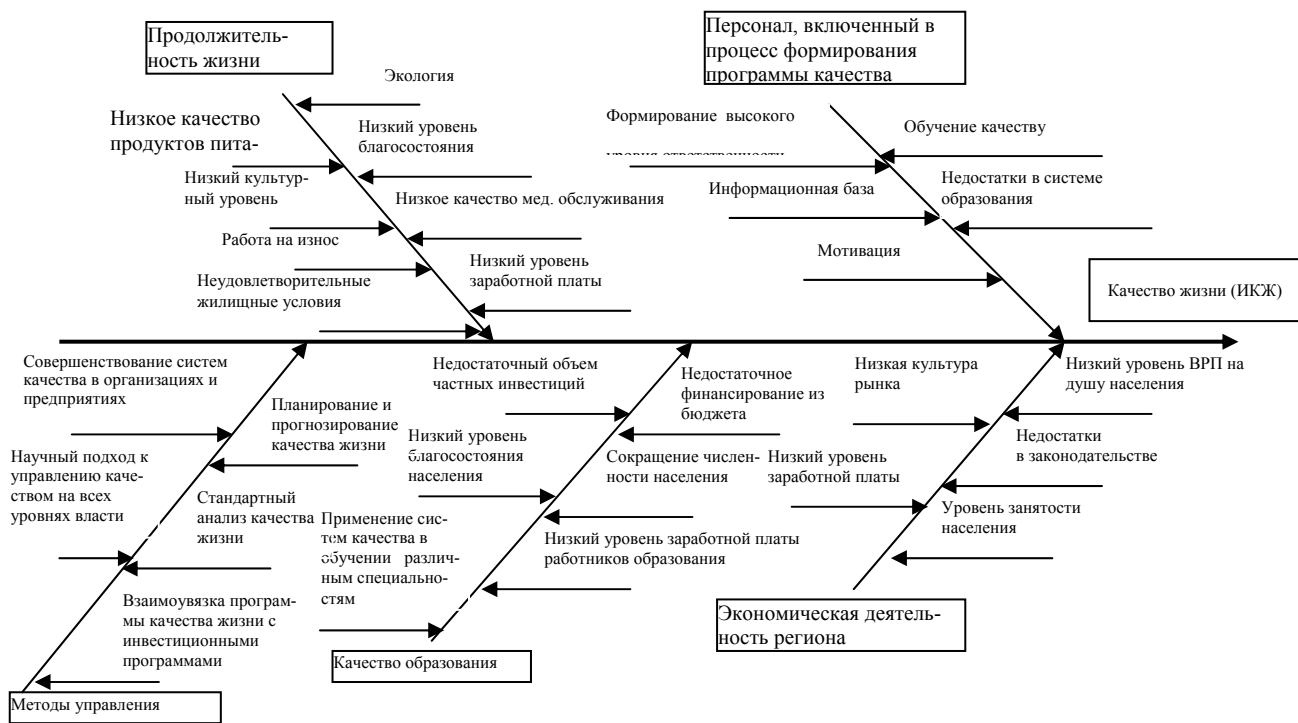 Продолжитель-
ность жизни
Экология
Низкое качество
продуктов пита-
Низкий уровень
благосостояния
Низкий культур-
ный уровень
Низкое качество мед. обслуживания
Работа на износ
Низкий уровень
заработной платы
Неудовлетворительные
жилищные условия
Персонал, включенный в
процесс формирования
программы качества
Формирование высокого
уровня ответственности
Обучение качеству
Информационная база
Недостатки в системе
образования
Мотивация
Качество жизни (ИКЖ)
Совершенствование систем
качества в организациях и
предприятиях
Планирование и
прогнозирование
качества жизни
Научный подход к
управлению каче-
ством на всех
уровнях власти
Стандартный
анализ качества
жизни
Взаимоувязка програм-
мы качества жизни с
инвестиционными
программами
Методы управления
Недостаточный объем
частных инвестиций
Недостаточное
финансирование из
бюджета
Низкий уровень
благосостояния
населения
Сокращение числен-
ности населения
Применение сис-
тем качества в
обучении различ-
ным специально-
стям
Низкий уровень заработной платы
работников образования
Качество образования
Низкая культура
рынка
Низкий уровень ВРП на
душу населения
Недостатки
в законодательстве
Низкий уровень
заработной платы
Уровень занятости
населения
Экономическая деятель-
ность региона